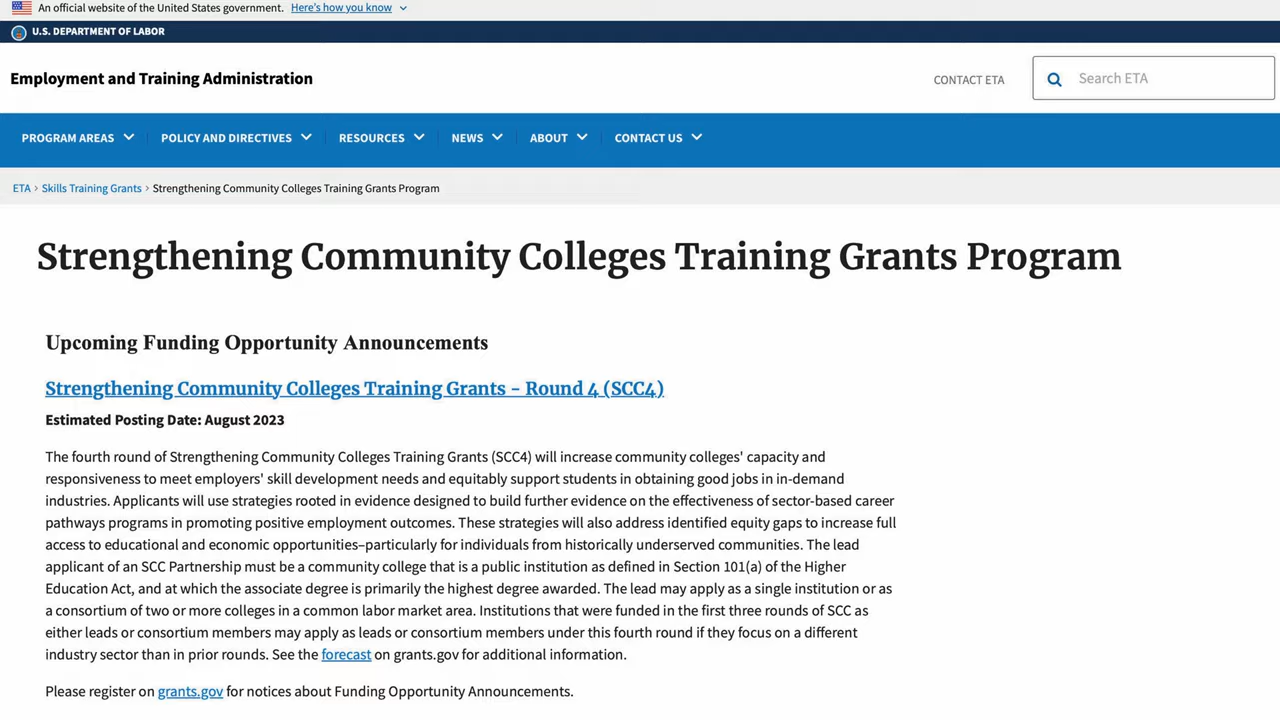 An official website of the United States government. Here's how you know
U.S. DEPARTMENT OF LABOR
Employment and Training Administration
CONTACT ETA
Search ETA
PROGRAM AREAS POLICY AND DIRECTIVES RESOURCES NEWS ABOUT CONTACT US
ETA › Skills Training Grants › Strengthening Community Colleges Training Grants Program
Strengthening Community Colleges Training Grants Program
Upcoming Funding Opportunity Announcements
Strengthening Community Colleges Training Grants – Round 4 (SCC4)
Estimated Posting Date: August 2023
The fourth round of Strengthening Community Colleges Training Grants (SCC4) will increase community colleges' capacity and
responsiveness to meet employers' skill development needs and equitably support students in obtaining good jobs in in-demand
industries. Applicants will use strategies rooted in evidence designed to build further evidence on the effectiveness of sector-based career
pathways programs in promoting positive employment outcomes. These strategies will also address identified equity gaps to increase full
access to educational and economic opportunities–particularly for individuals from historically underserved communities. The lead
applicant of an SCC Partnership must be a community college that is a public institution as defined in Section 101(a) of the Higher
Education Act, and at which the associate degree is primarily the highest degree awarded. The lead may apply as a single institution or as
a consortium of two or more colleges in a common labor market area. Institutions that were funded in the first three rounds of SCC as
either leads or consortium members may apply as leads or consortium members under this fourth round if they focus on a different
industry sector than in prior rounds. See the forecast on grants.gov for additional information.
Please register on grants.gov for notices about Funding Opportunity Announcements.